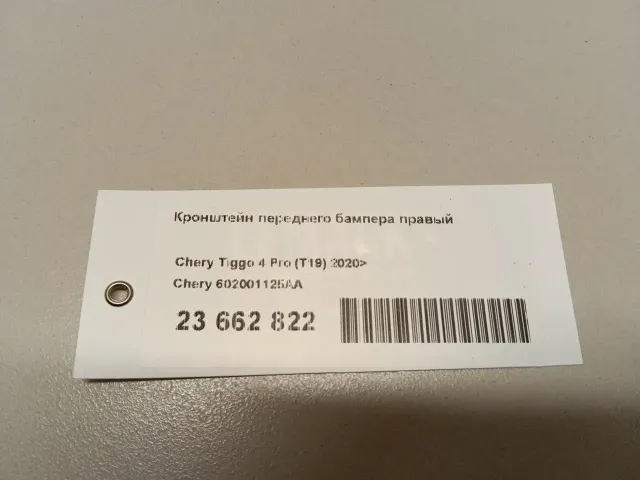 Кронштейн переднего бампера правый
Chery Tiggo 4 Pro (T19) 2020>
Chery 602001125AA
23 662 822